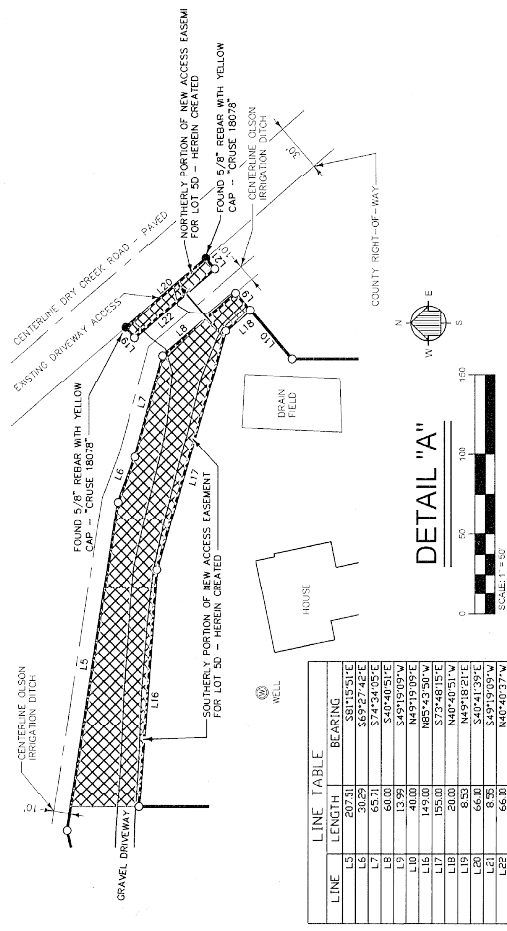 CENTERLINE DRY CREEK ROAD - PAVED
EXISTING DRIVEWAY ACCESS
NORTHERLY PORTION OF NEW ACCESS EASEM
FOR LOT 5D - HEREIN CREATED
FOUND 5/8" REBAR WITH YELLOW
CAP -- "CRUSE 18078"
CENTERLINE OLSON
IRRIGATION DITCH
30'
COUNTY RIGHT-OF-WAY
10'
FOUND 5/8" REBAR WITH YELLOW
CAP -- "CRUSE 18078"
L19
L20
L21
L22
L8
L9
L18
L10
L7
L6
L5
L17
L16
CENTERLINE OLSON
IRRIGATION DITCH
10'
GRAVEL DRIVEWAY
SOUTHERLY PORTION OF NEW ACCESS EASEMENT
FOR LOT 5D - HEREIN CREATED
DRAIN
FIELD
HOUSE
W
WELL
N
E
S
W
DETAIL "A"
0 50 100 150
SCALE: 1" = 50'
LINE TABLE
LINE LENGTH BEARING
L5 207.51 S81°15'51"E
L6 30.29 S69°27'42"E
L7 65.71 S74°34'05"E
L8 60.00 S40°40'51"E
L9 13.99 S49°19'09"W
L10 40.00 N49°19'09"E
L16 149.00 N85°43'50"W
L17 155.00 S73°48'15"E
L18 20.00 N40°40'51"W
L19 8.53 N49°18'21"E
L20 66.10 S40°41'39"E
L21 8.55 S49°19'09"W
L22 66.10 N40°40'37"W